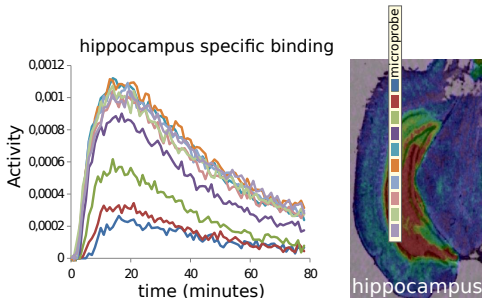 hippocampus specific binding
microprobe
0,0012
0,001
0,0008
0,0006
0,0004
0,0002
0
Activity
0 20 40 60 80
time (minutes)
hippocampus